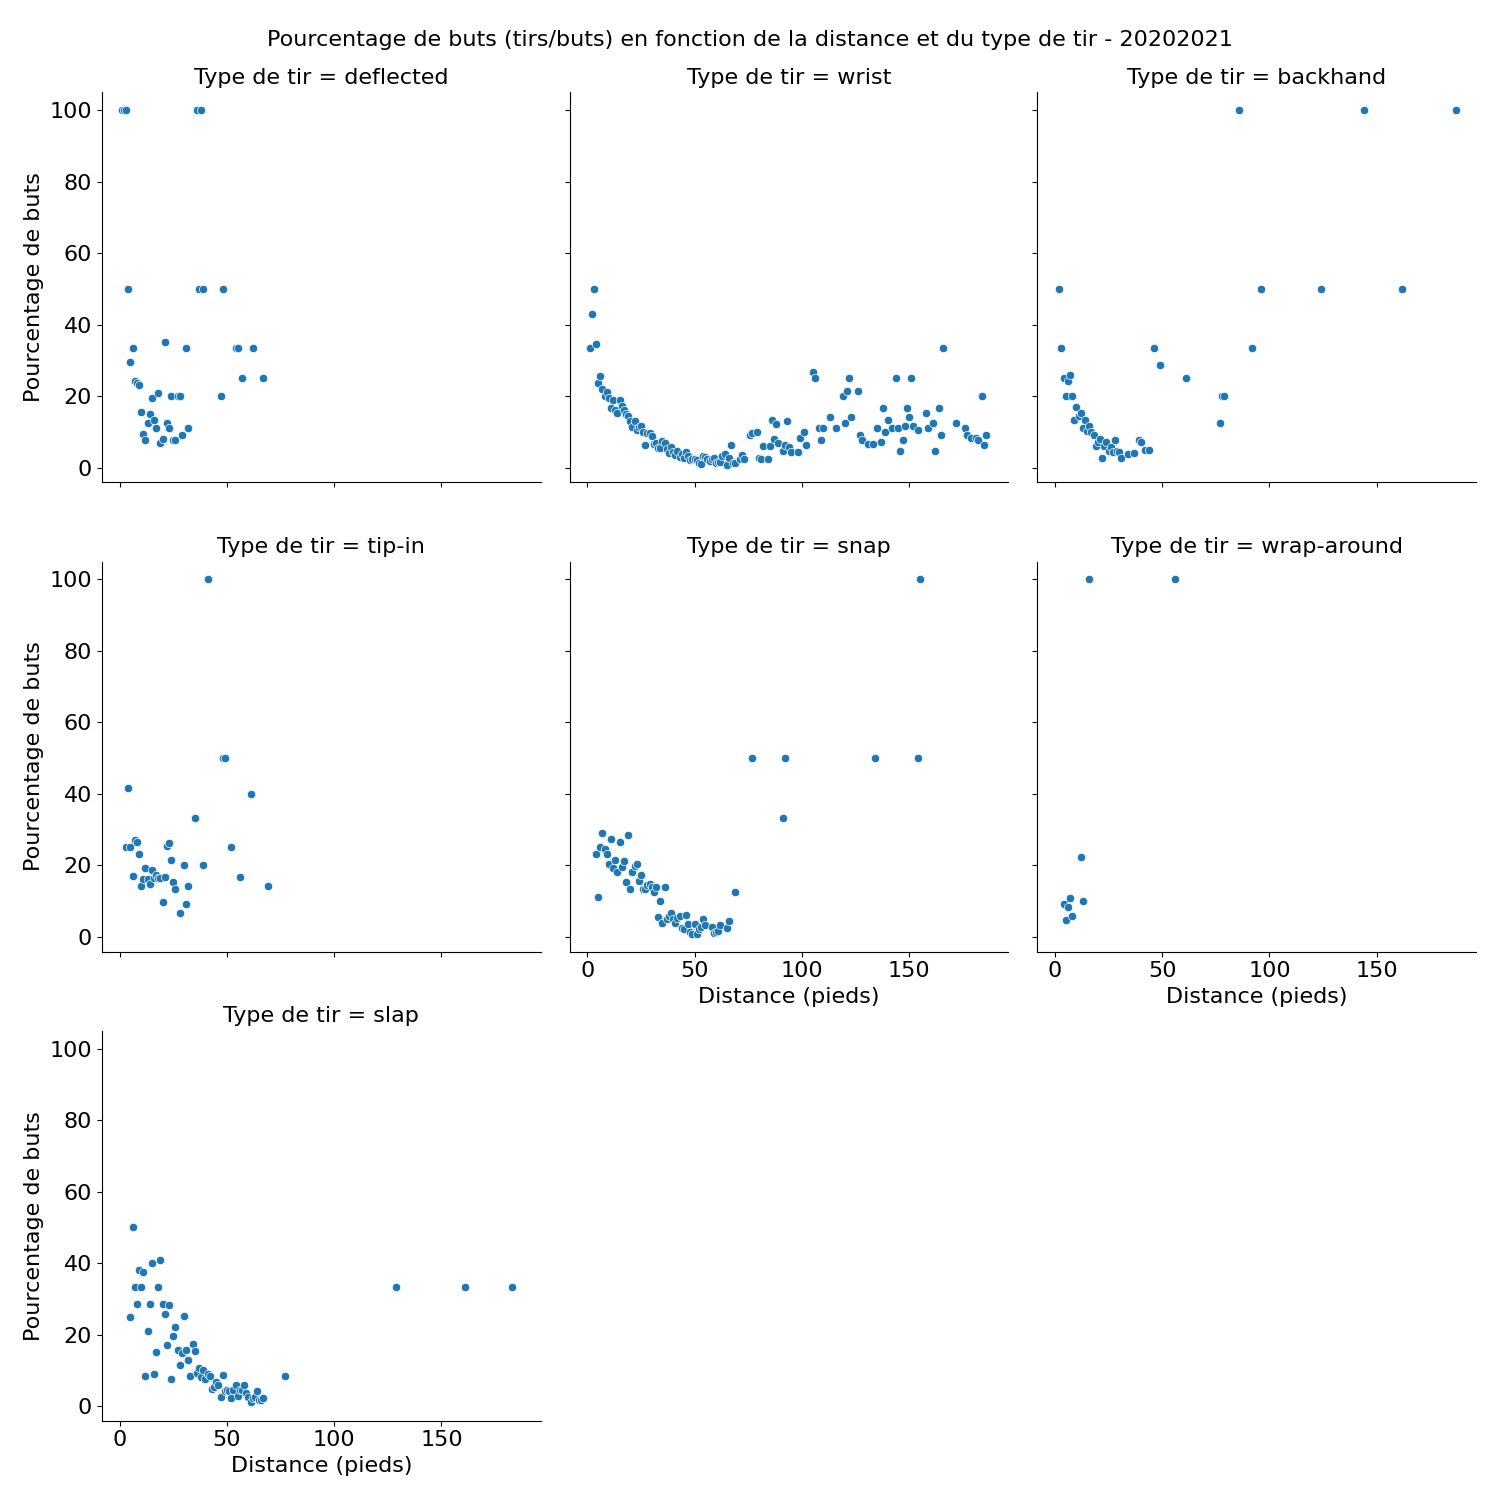 Pourcentage de buts (tirs/buts) en fonction de la distance et du type de tir - 20202021
Type de tir = deflected
Type de tir = wrist
Type de tir = backhand
100
80
60
40
20
0
Pourcentage de buts
Type de tir = tip-in
Type de tir = snap
Type de tir = wrap-around
100
80
60
40
20
0
Pourcentage de buts
0 50 100 150
Distance (pieds)
0 50 100 150
Distance (pieds)
Type de tir = slap
100
80
60
40
20
0
Pourcentage de buts
0 50 100 150
Distance (pieds)